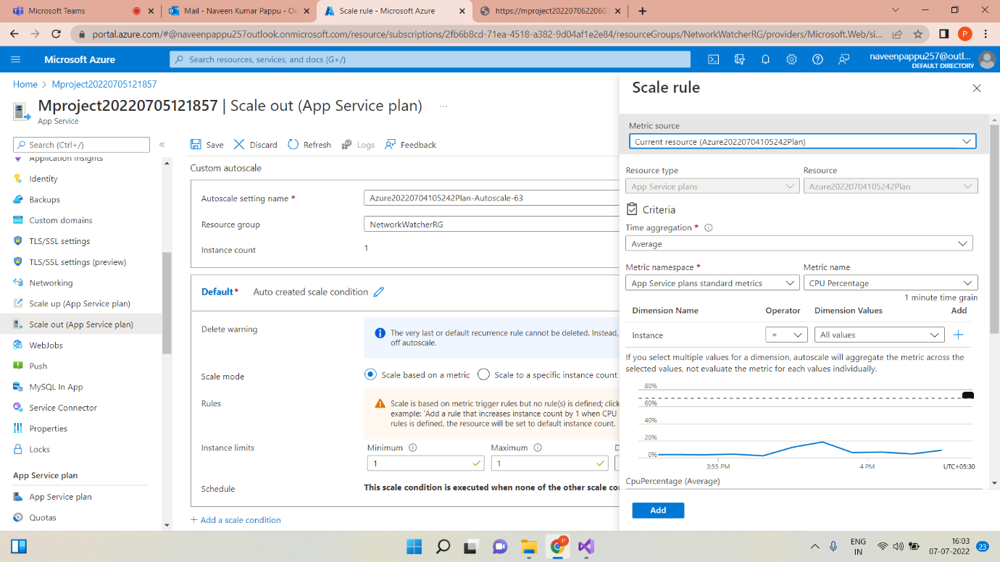 Microsoft Teams
Mail - Naveen Kumar Pappu - Ou
Scale rule - Microsoft Azure
https://mproject20220706220603
portal.azure.com/#@naveenpappu257outlook.onmicrosoft.com/resource/subscriptions/2fb6b8cd-71ea-4518-a382-9d04af1e2e84/resourceGroups/NetworkWatcherRG/providers/Microsoft.Web/si...
P
Microsoft Azure
Search resources, services, and docs (G+/)
naveenpappu257@outl...
DEFAULT DIRECTORY
Home > Mproject20220705121857
Mproject20220705121857 | Scale out (App Service plan) ...
App Service
Search (Ctrl+/)
«
Application Insights
Identity
Backups
Custom domains
TLS/SSL settings
TLS/SSL settings (preview)
Networking
Scale up (App Service plan)
Scale out (App Service plan)
WebJobs
Push
MySQL In App
Service Connector
Properties
Locks
App Service plan
App Service plan
Quotas
Save
Discard
Refresh
Logs
Feedback
Custom autoscale
Autoscale setting name *
Azure20220704105242Plan-Autoscale-63
Resource group
NetworkWatcherRG
Instance count
1
Default*
Auto created scale condition
Delete warning
The very last or default recurrence rule cannot be deleted. Instead,
off autoscale.
Scale mode
Scale based on a metric
Scale to a specific instance count
Rules
Scale is based on metric trigger rules but no rule(s) is defined; click
example: 'Add a rule that increases instance count by 1 when CPU
rules is defined, the resource will be set to default instance count.
Instance limits
Minimum
Maximum
D
1
1
Schedule
This scale condition is executed when none of the other scale co
+ Add a scale condition
Scale rule
Metric source
Current resource (Azure20220704105242Plan)
Resource type
Resource
App Service plans
Azure20220704105242Plan
Criteria
Time aggregation *
Average
Metric namespace *
Metric name
App Service plans standard metrics
CPU Percentage
1 minute time grain
Dimension Name
Operator
Dimension Values
Add
Instance
=
All values
If you select multiple values for a dimension, autoscale will aggregate the metric across the
selected values, not evaluate the metric for each values individually.
80%
60%
40%
20%
0%
3:55 PM
4 PM
UTC+05:30
CpuPercentage (Average)
Add
P
ENG
IN
16:03
07-07-2022
23